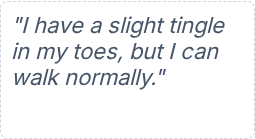 "I have a slight tingle
in my toes, but I can
walk normally."